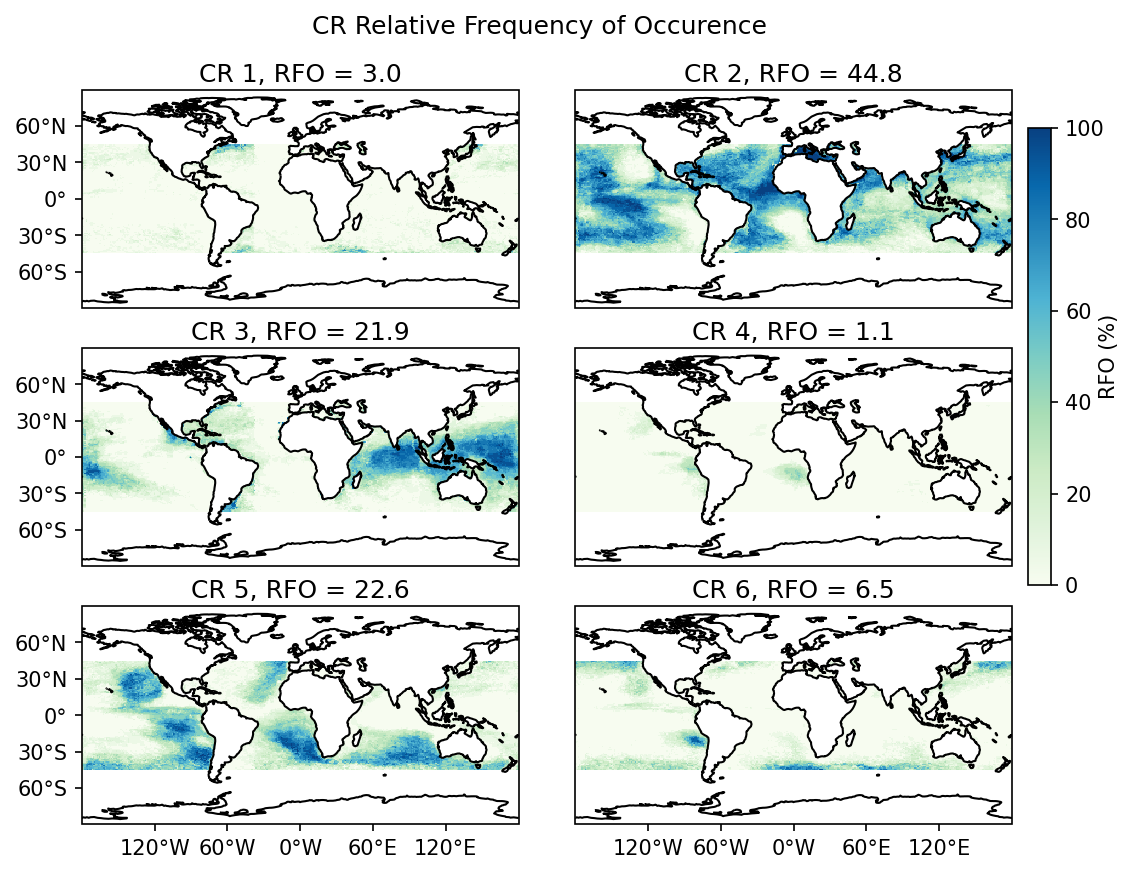 CR Relative Frequency of Occurence
CR 1, RFO = 3.0
CR 2, RFO = 44.8
60°N
30°N
0°
30°S
60°S
CR 3, RFO = 21.9
CR 4, RFO = 1.1
60°N
30°N
0°
30°S
60°S
CR 5, RFO = 22.6
CR 6, RFO = 6.5
60°N
30°N
0°
30°S
60°S
120°W 60°W 0°W 60°E 120°E
120°W 60°W 0°W 60°E 120°E
100
80
60
40
20
0
RFO (%)